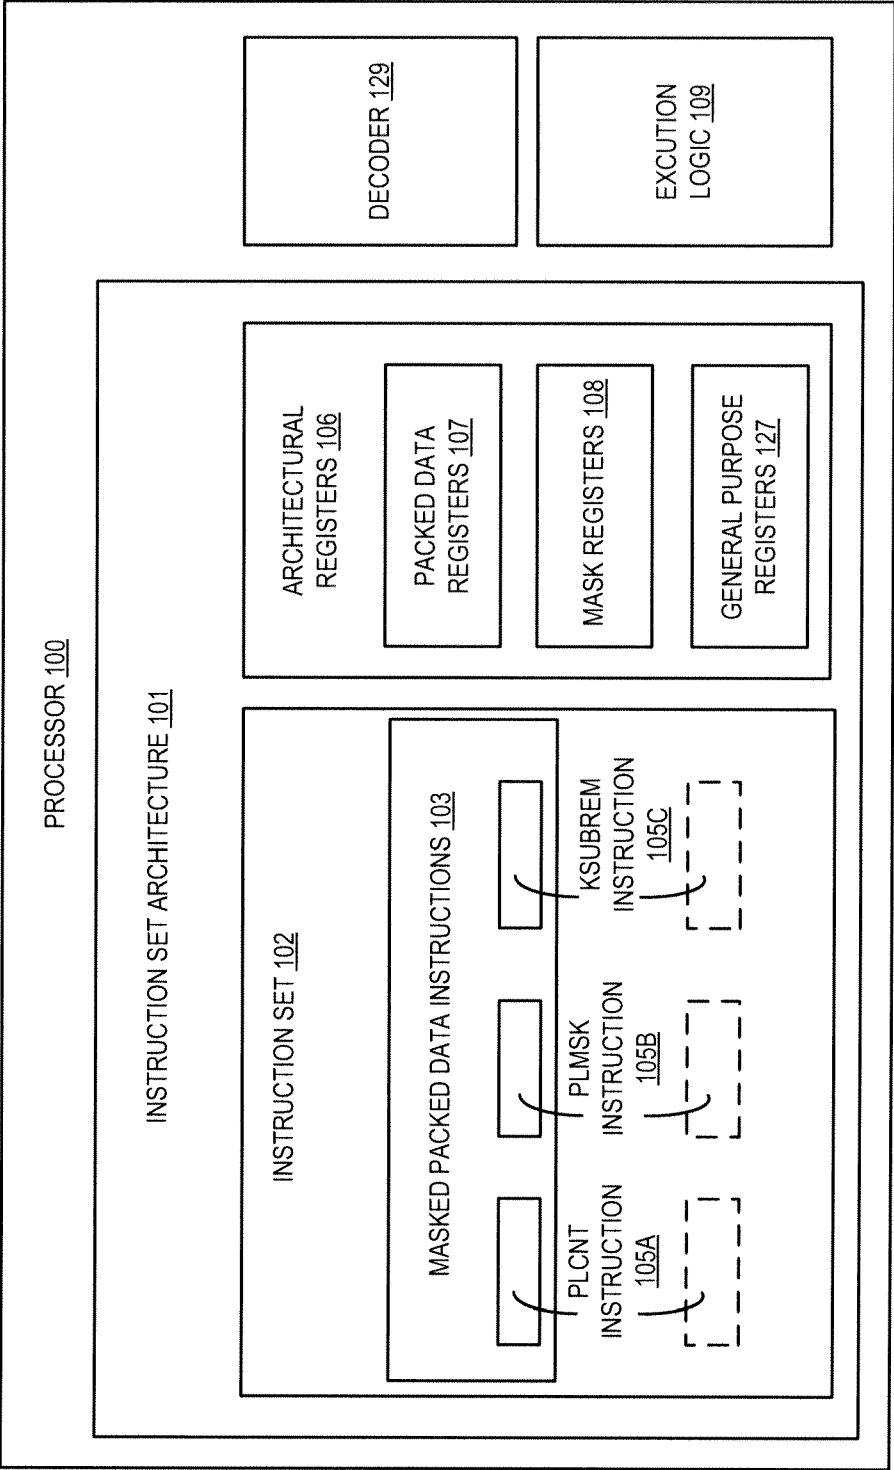 PROCESSOR 100
INSTRUCTION SET ARCHITECTURE 101
INSTRUCTION SET 102
MASKED PACKED DATA INSTRUCTIONS 103
PLCNT
INSTRUCTION
105A
PLMSK
INSTRUCTION
105B
KSUBREM
INSTRUCTION
105C
ARCHITECTURAL
REGISTERS 106
PACKED DATA
REGISTERS 107
MASK REGISTERS 108
GENERAL PURPOSE
REGISTERS 127
DECODER 129
EXCUTION
LOGIC 109